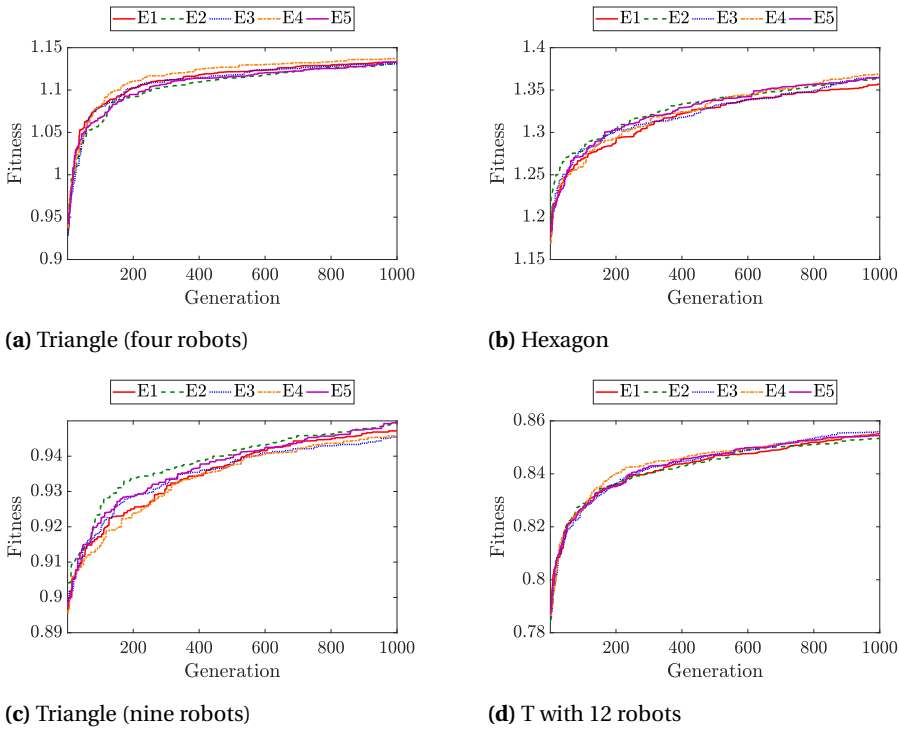 E1 E2 E3 E4 E5
1.15
1.1
1.05
1
0.95
0.9
Fitness
200 400 600 800 1000
Generation
(a) Triangle (four robots)
E1 E2 E3 E4 E5
1.4
1.35
1.3
1.25
1.2
1.15
Fitness
200 400 600 800 1000
Generation
(b) Hexagon
E1 E2 E3 E4 E5
0.94
0.93
0.92
0.91
0.9
0.89
Fitness
200 400 600 800 1000
Generation
(c) Triangle (nine robots)
E1 E2 E3 E4 E5
0.86
0.84
0.82
0.8
0.78
Fitness
200 400 600 800 1000
Generation
(d) T with 12 robots